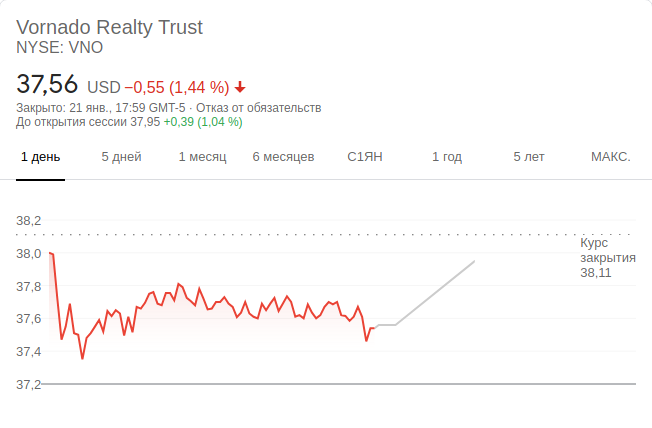 Vornado Realty Trust
NYSE: VNO
37,56 USD −0,55 (1,44 %)
Закрыто: 21 янв., 17:59 GMT-5 · Отказ от обязательств
До открытия сессии 37,95 +0,39 (1,04 %)
1 день 5 дней 1 месяц 6 месяцев С1ЯН 1 год 5 лет МАКС.
38,2
38,0
37,8
37,6
37,4
37,2
Курс
закрытия
38,11